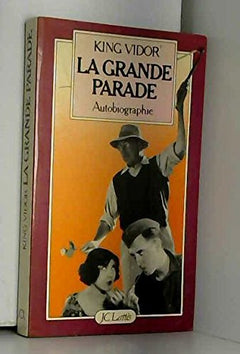 KING VIDOR
LA GRANDE
PARADE
Autobiographie
JC Lattès
KING VIDOR LA GRANDE PARADE